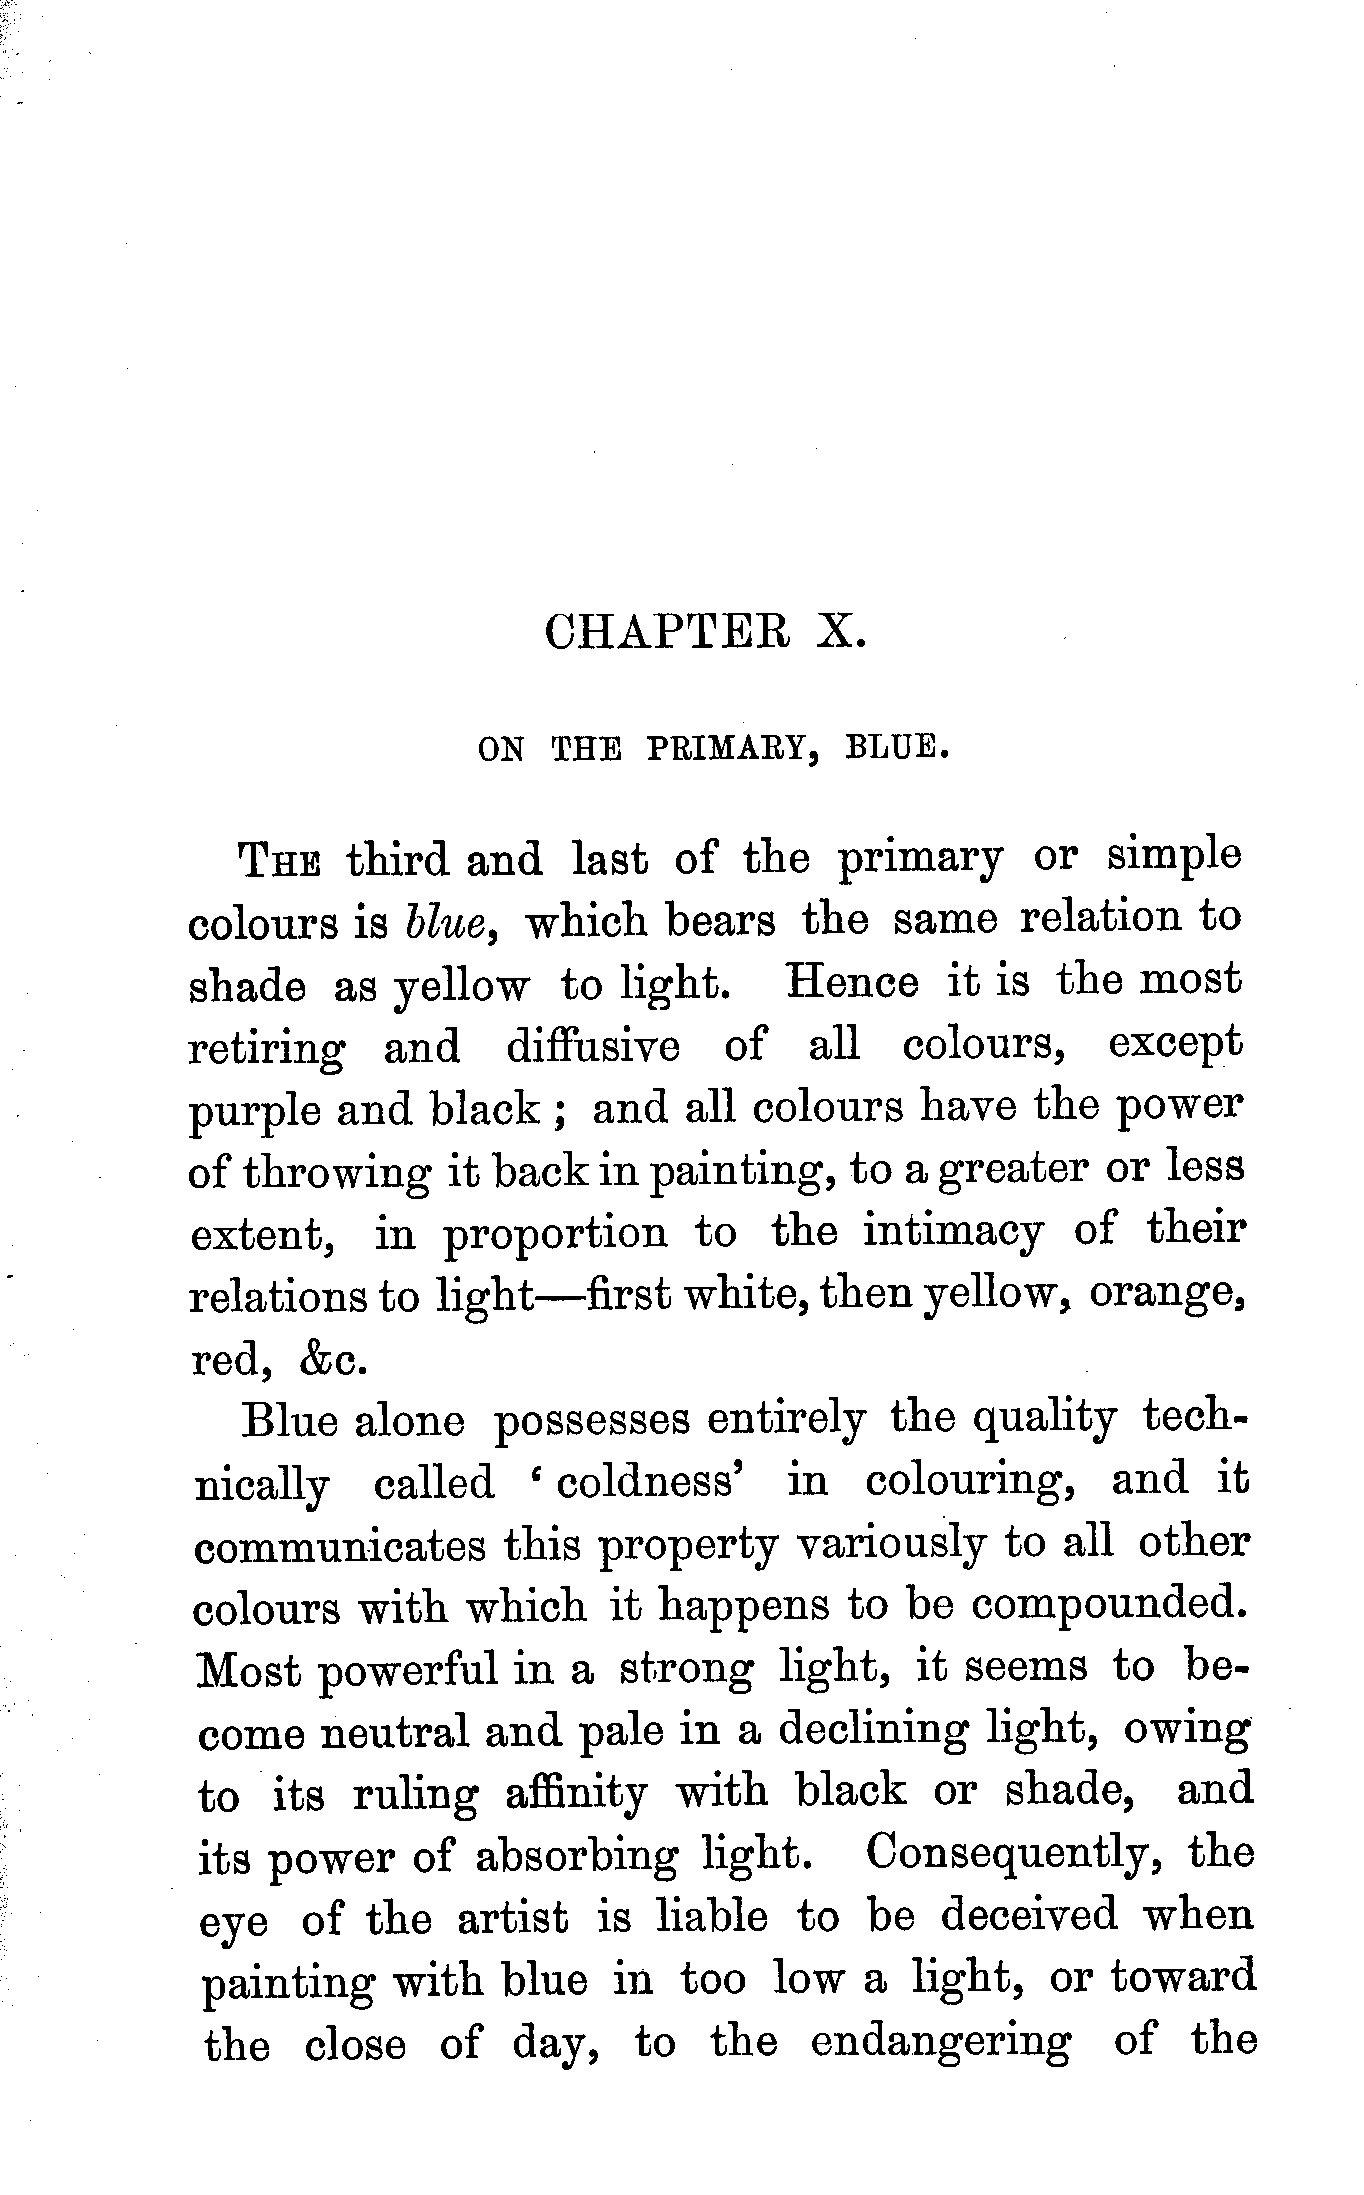 CHAPTER X.
ON THE PRIMARY, BLUE.
THE third and last of the primary or simple
colours is blue, which bears the same relation to
shade as yellow to light. Hence it is the most
retiring and diffusive of all colours, except
purple and black ; and all colours have the power
of throwing it back in painting, to a greater or less
extent, in proportion to the intimacy of their
relations to light—first white, then yellow, orange,
red, &c.
Blue alone possesses entirely the quality tech-
nically called ‘ coldness’ in colouring, and it
communicates this property variously to all other
colours with which it happens to be compounded.
Most powerful in a strong light, it seems to be-
come neutral and pale in a declining light, owing
to its ruling affinity with black or shade, and
its power of absorbing light. Consequently, the
eye of the artist is liable to be deceived when
painting with blue in too low a light, or toward
the close of day, to the endangering of the